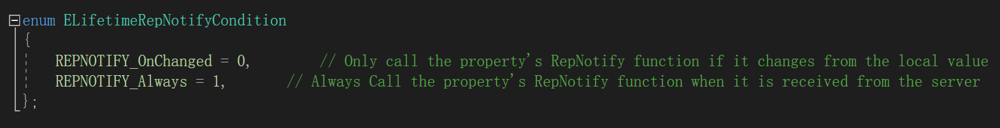 enum ELifetimeRepNotifyCondition
{
REPNOTIFY_OnChanged = 0, // Only call the property's RepNotify function if it changes from the local value
REPNOTIFY_Always = 1, // Always Call the property's RepNotify function when it is received from the server
};